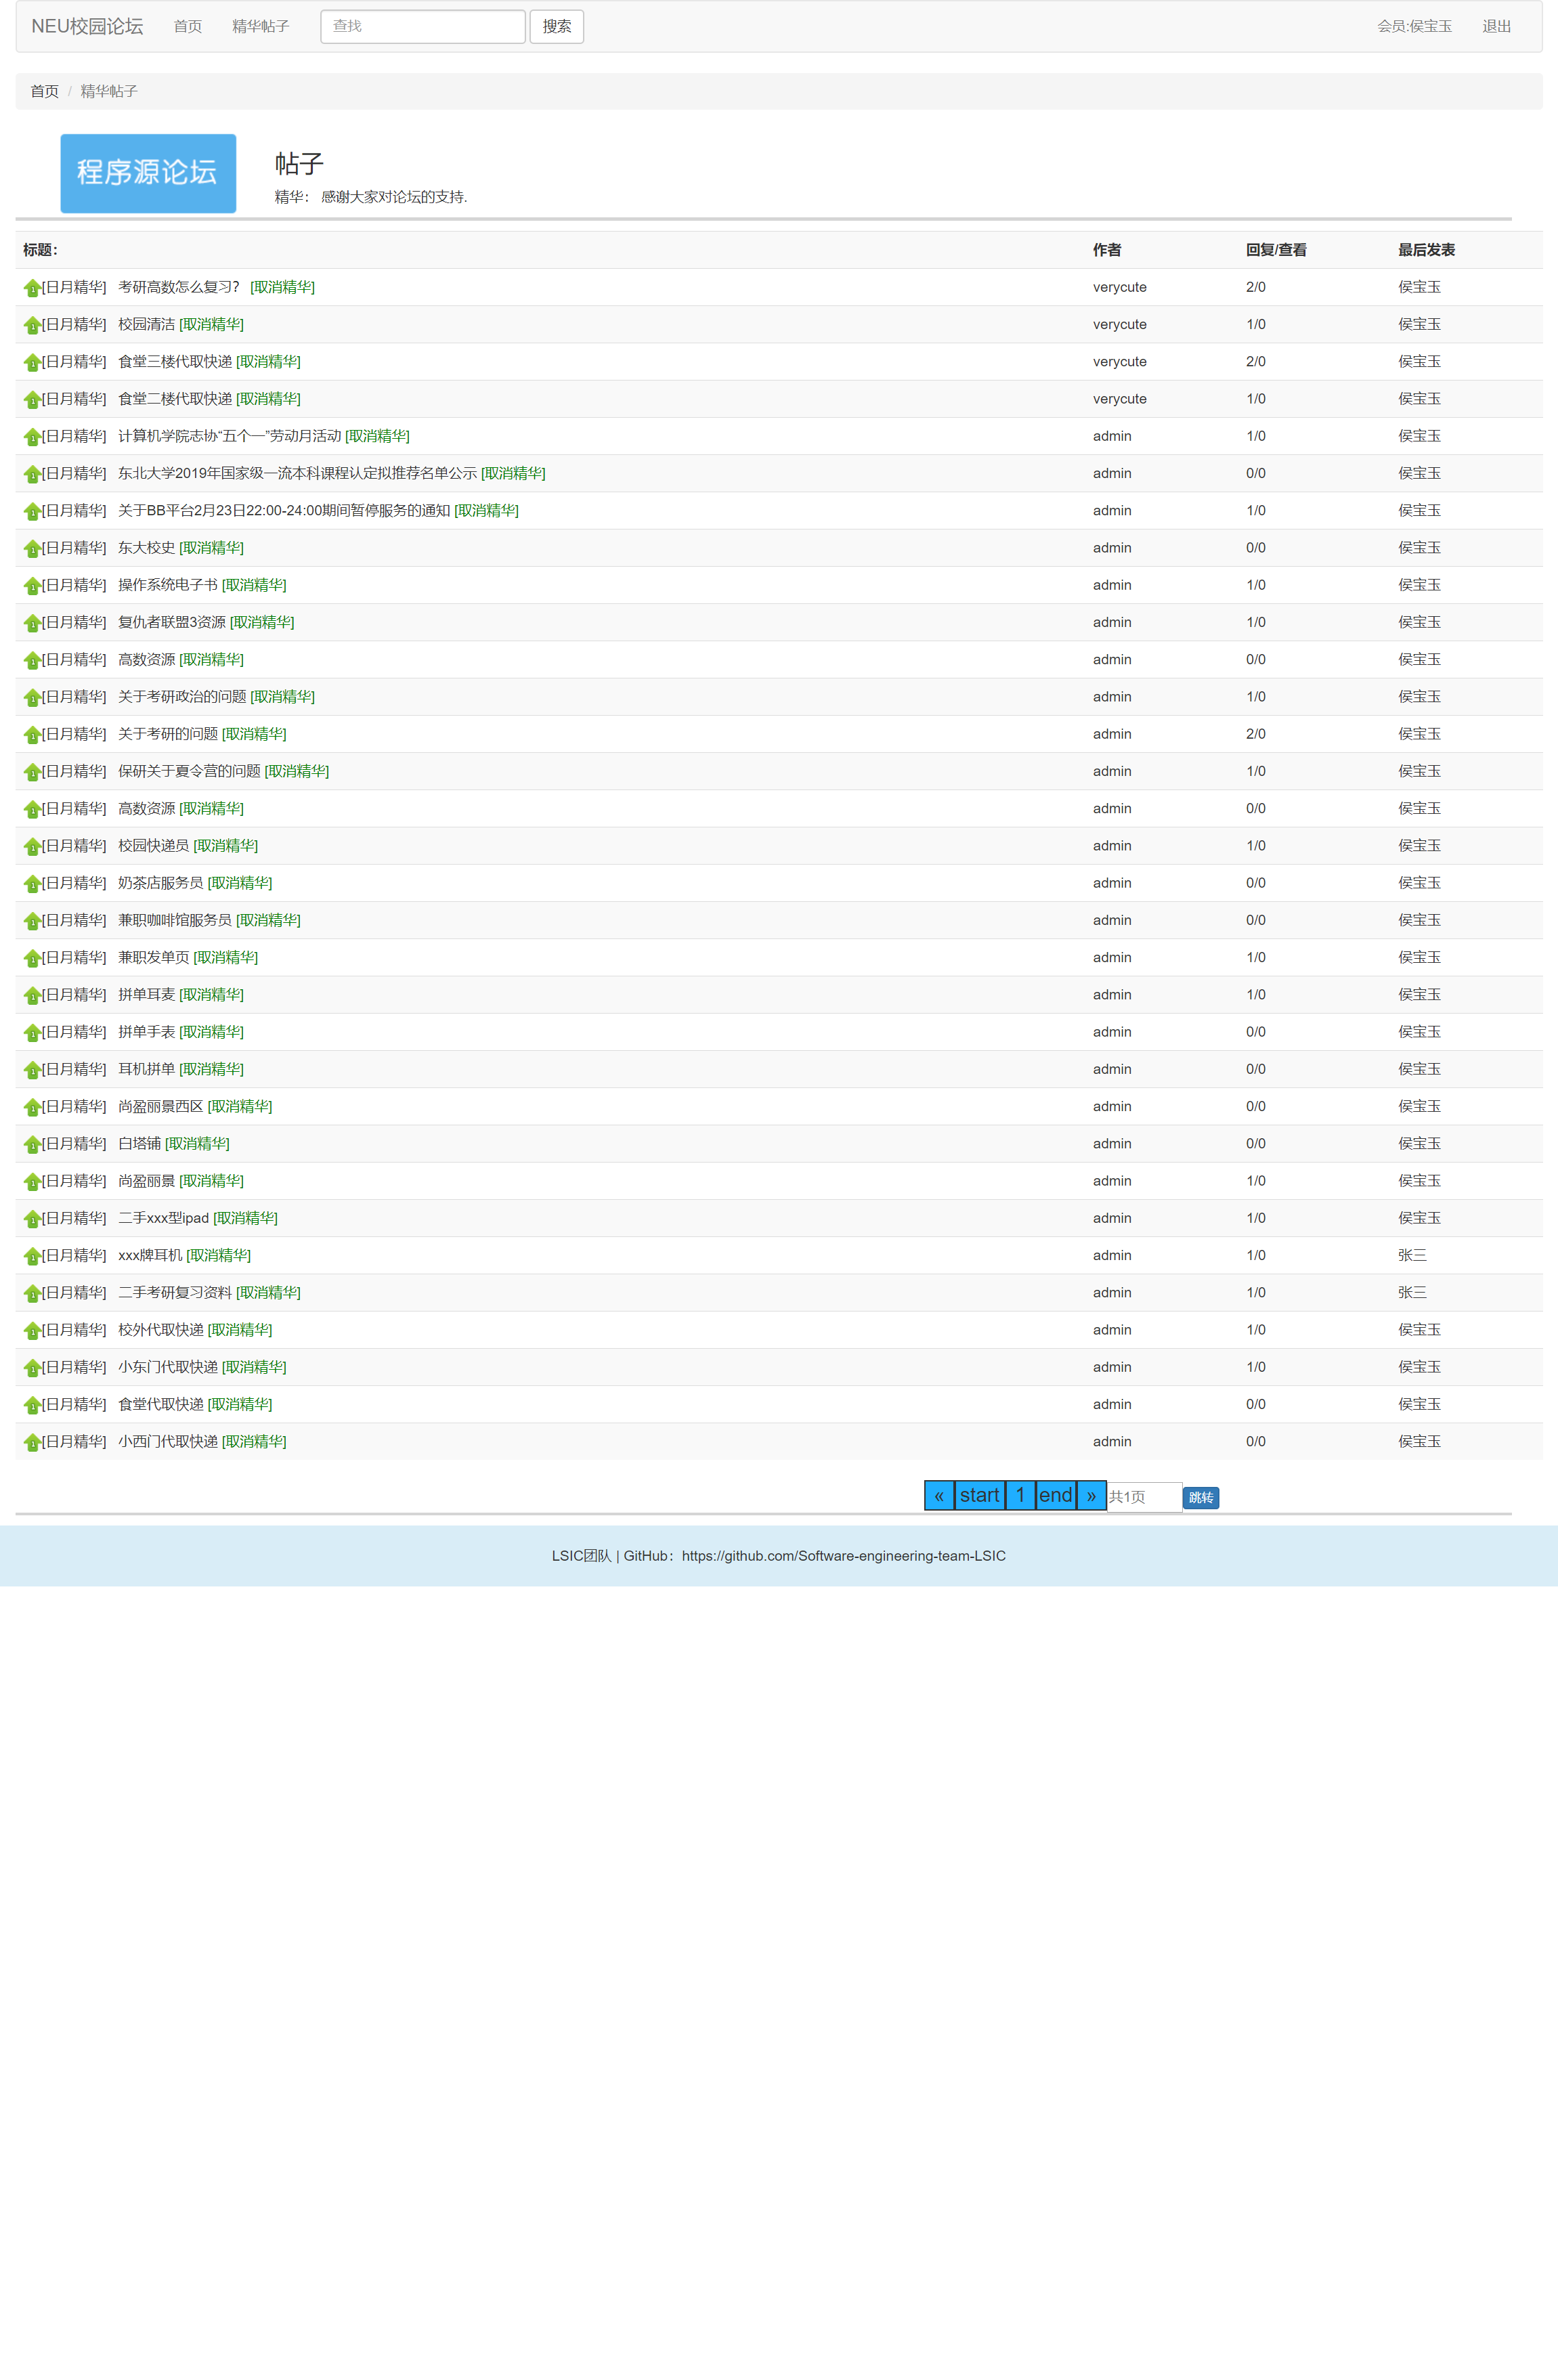 NEU校园论坛 首页 精华帖子 查找 搜索 会员:侯宝玉 退出
首页 / 精华帖子
程序源论坛
帖子
精华： 感谢大家对论坛的支持.
标题： 作者 回复/查看 最后发表
1[日月精华] 考研高数怎么复习？ [取消精华] verycute 2/0 侯宝玉
1[日月精华] 校园清洁 [取消精华] verycute 1/0 侯宝玉
1[日月精华] 食堂三楼代取快递 [取消精华] verycute 2/0 侯宝玉
1[日月精华] 食堂二楼代取快递 [取消精华] verycute 1/0 侯宝玉
1[日月精华] 计算机学院志协“五个一”劳动月活动 [取消精华] admin 1/0 侯宝玉
1[日月精华] 东北大学2019年国家级一流本科课程认定拟推荐名单公示 [取消精华] admin 0/0 侯宝玉
1[日月精华] 关于BB平台2月23日22:00-24:00期间暂停服务的通知 [取消精华] admin 1/0 侯宝玉
1[日月精华] 东大校史 [取消精华] admin 0/0 侯宝玉
1[日月精华] 操作系统电子书 [取消精华] admin 1/0 侯宝玉
1[日月精华] 复仇者联盟3资源 [取消精华] admin 1/0 侯宝玉
1[日月精华] 高数资源 [取消精华] admin 0/0 侯宝玉
1[日月精华] 关于考研政治的问题 [取消精华] admin 1/0 侯宝玉
1[日月精华] 关于考研的问题 [取消精华] admin 2/0 侯宝玉
1[日月精华] 保研关于夏令营的问题 [取消精华] admin 1/0 侯宝玉
1[日月精华] 高数资源 [取消精华] admin 0/0 侯宝玉
1[日月精华] 校园快递员 [取消精华] admin 1/0 侯宝玉
1[日月精华] 奶茶店服务员 [取消精华] admin 0/0 侯宝玉
1[日月精华] 兼职咖啡馆服务员 [取消精华] admin 0/0 侯宝玉
1[日月精华] 兼职发单页 [取消精华] admin 1/0 侯宝玉
1[日月精华] 拼单耳麦 [取消精华] admin 1/0 侯宝玉
1[日月精华] 拼单手表 [取消精华] admin 0/0 侯宝玉
1[日月精华] 耳机拼单 [取消精华] admin 0/0 侯宝玉
1[日月精华] 尚盈丽景西区 [取消精华] admin 0/0 侯宝玉
1[日月精华] 白塔铺 [取消精华] admin 0/0 侯宝玉
1[日月精华] 尚盈丽景 [取消精华] admin 1/0 侯宝玉
1[日月精华] 二手xxx型ipad [取消精华] admin 1/0 侯宝玉
1[日月精华] xxx牌耳机 [取消精华] admin 1/0 张三
1[日月精华] 二手考研复习资料 [取消精华] admin 1/0 张三
1[日月精华] 校外代取快递 [取消精华] admin 1/0 侯宝玉
1[日月精华] 小东门代取快递 [取消精华] admin 1/0 侯宝玉
1[日月精华] 食堂代取快递 [取消精华] admin 0/0 侯宝玉
1[日月精华] 小西门代取快递 [取消精华] admin 0/0 侯宝玉
« start 1 end » 共1页 跳转
LSIC团队 | GitHub：https://github.com/Software-engineering-team-LSIC